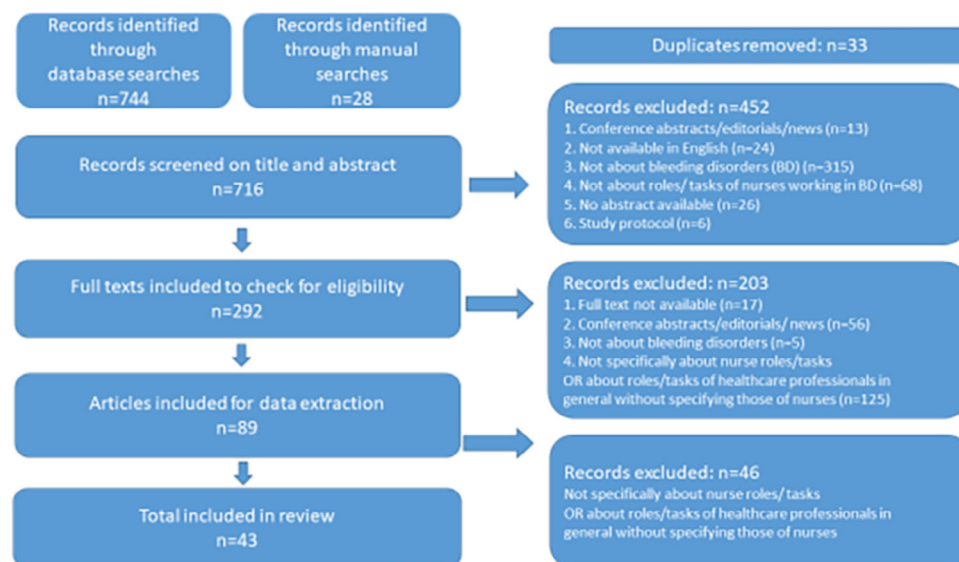 Records identified
through
database searches
n=744
Records identified
through manual
searches
n=28
Duplicates removed: n=33
Records screened on title and abstract
n=716
Records excluded: n=452
1. Conference abstracts/editorials/news (n=13)
2. Not available in English (n=24)
3. Not about bleeding disorders (BD) (n=315)
4. Not about roles/ tasks of nurses working in BD (n=68)
5. No abstract available (n=26)
6. Study protocol (n=6)
Full texts included to check for eligibility
n=292
Records excluded: n=203
1. Full text not available (n=17)
2. Conference abstracts/editorials/ news (n=56)
3. Not about bleeding disorders (n=5)
4. Not specifically about nurse roles/tasks
OR about roles/tasks of healthcare professionals in
general without specifying those of nurses (n=125)
Articles included for data extraction
n=89
Records excluded: n=46
Not specifically about nurse roles/ tasks
OR about roles/tasks of healthcare professionals in
general without specifying those of nurses
Total included in review
n=43